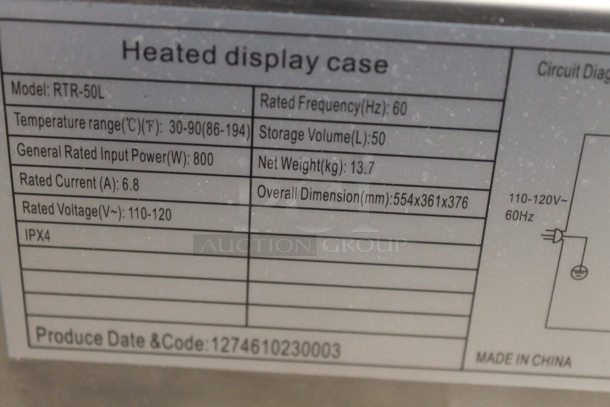 Heated display case
Model: RTR-50L
Temperature range(℃)(℉): 30-90(86-194)
General Rated Input Power(W): 800
Rated Current (A): 6.8
Rated Voltage(V~): 110-120
IPX4
Rated Frequency(Hz): 60
Storage Volume(L):50
Net Weight(kg): 13.7
Overall Dimension(mm):554x361x376
Produce Date &Code:1274610230003
Circuit Diag
110-120V~
60Hz
MADE IN CHINA
AUCTION GROUP